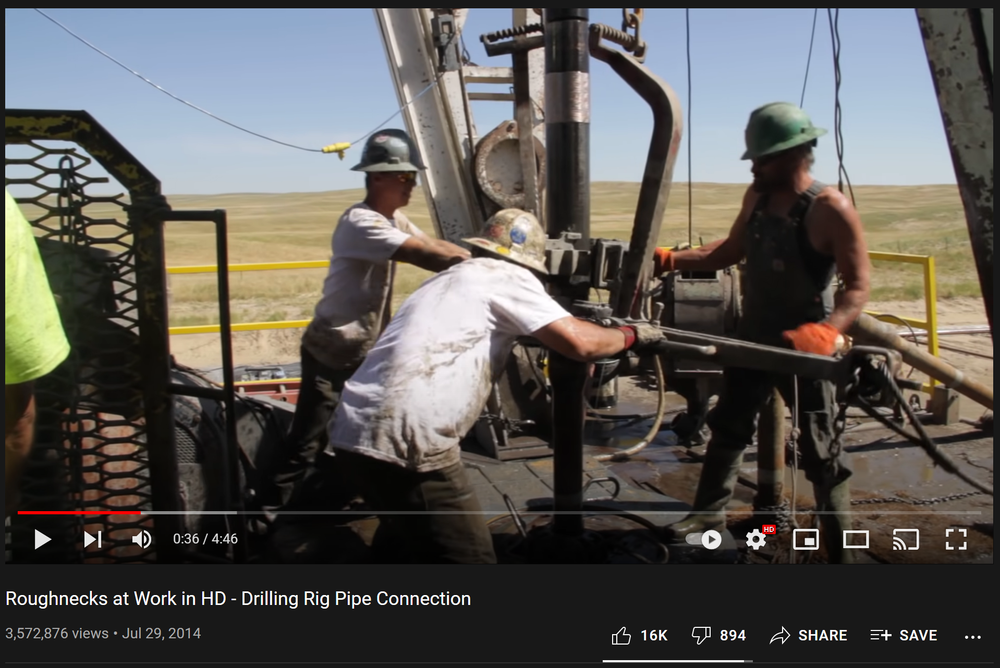 0:36 / 4:46
HD
Roughnecks at Work in HD - Drilling Rig Pipe Connection
3,572,876 views • Jul 29, 2014
16K
894
SHARE
SAVE